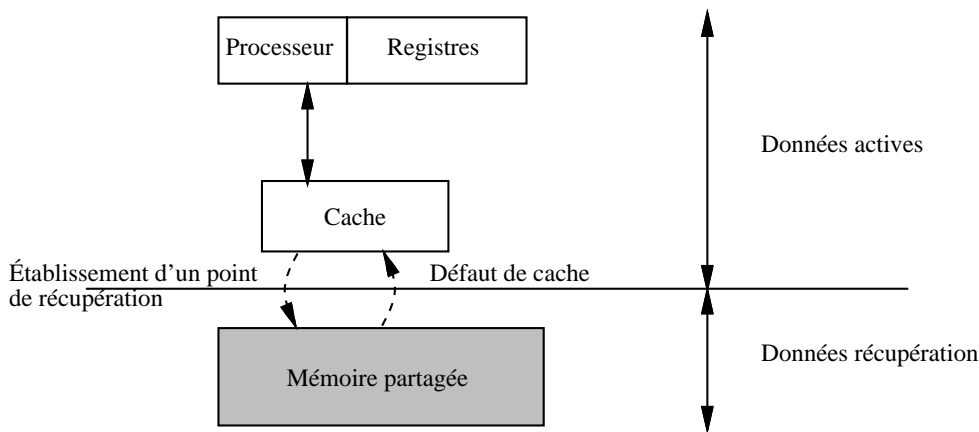 Processeur
Registres
Données actives
Cache
Établissement d'un point
de récupération
Défaut de cache
Mémoire partagée
Données récupération